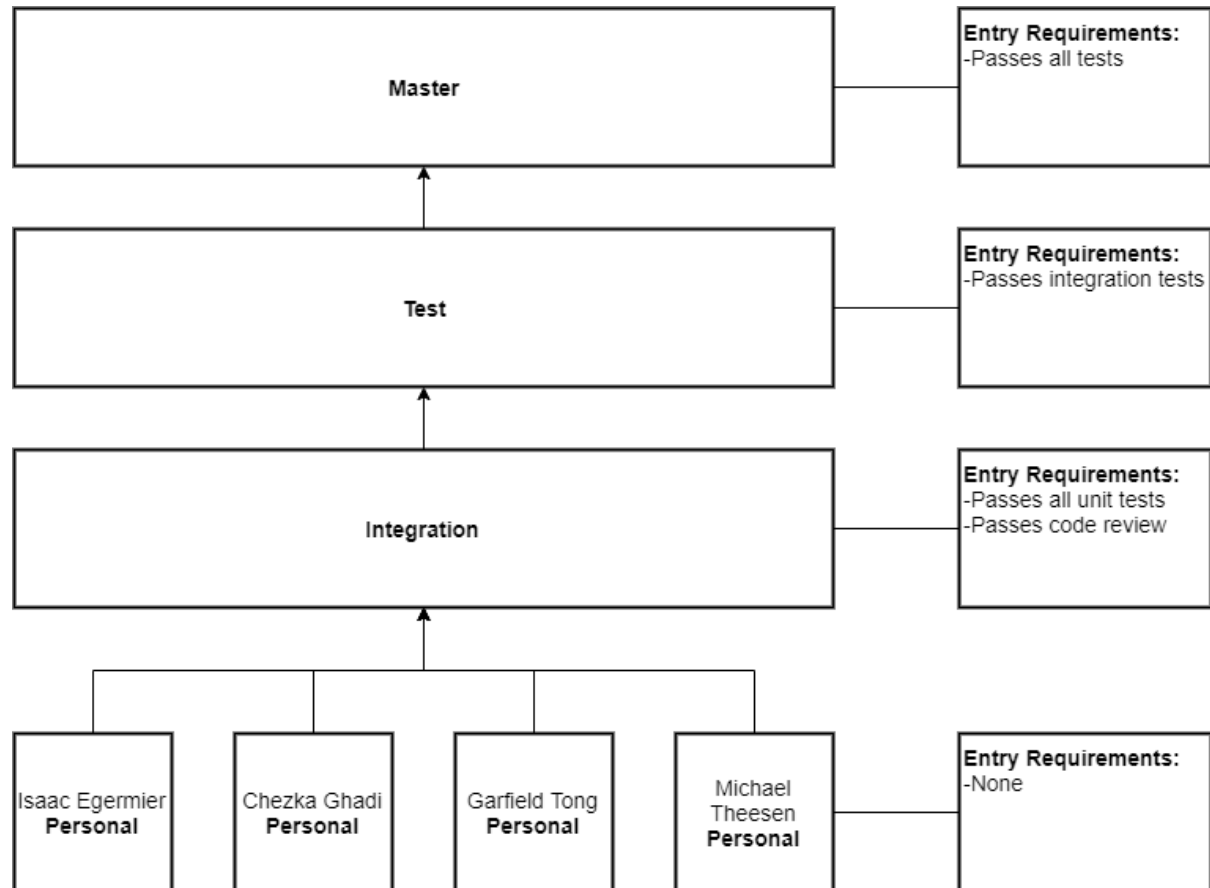 Master
Entry Requirements:
-Passes all tests
Test
Entry Requirements:
-Passes integration tests
Integration
Entry Requirements:
-Passes all unit tests
-Passes code review
Isaac Egermier
Personal
Chezka Ghadi
Personal
Garfield Tong
Personal
Michael
Theesen
Personal
Entry Requirements:
-None